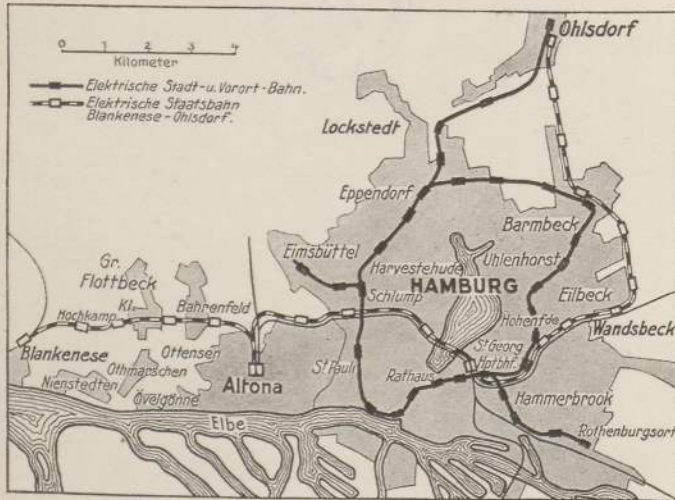 0 1 2 3 4
Kilometer
Elektrische Stadt-u. Vorort-Bahn.
Elektrische Staatsbahn
Blankenese-Ohlsdorf.
Ohlsdorf
Lockstedt
Eppendorf
Barmbeck
Eimsbüttel
Harvestehude
Uhlenhorst
Gr.
Flottbeck
Kl.
Bahrenfeld
Schlump
HAMBURG
Eilbeck
Hochkamp
Hohenfde
Wandsbeck
Blankenese
Ottensen
St Georg
Hptbhf.
Othmarschen
Altona
St Pauli
Rathaus
Nienstedten
Övelgönne
Hammerbrook
Elbe
Rothenburgsort